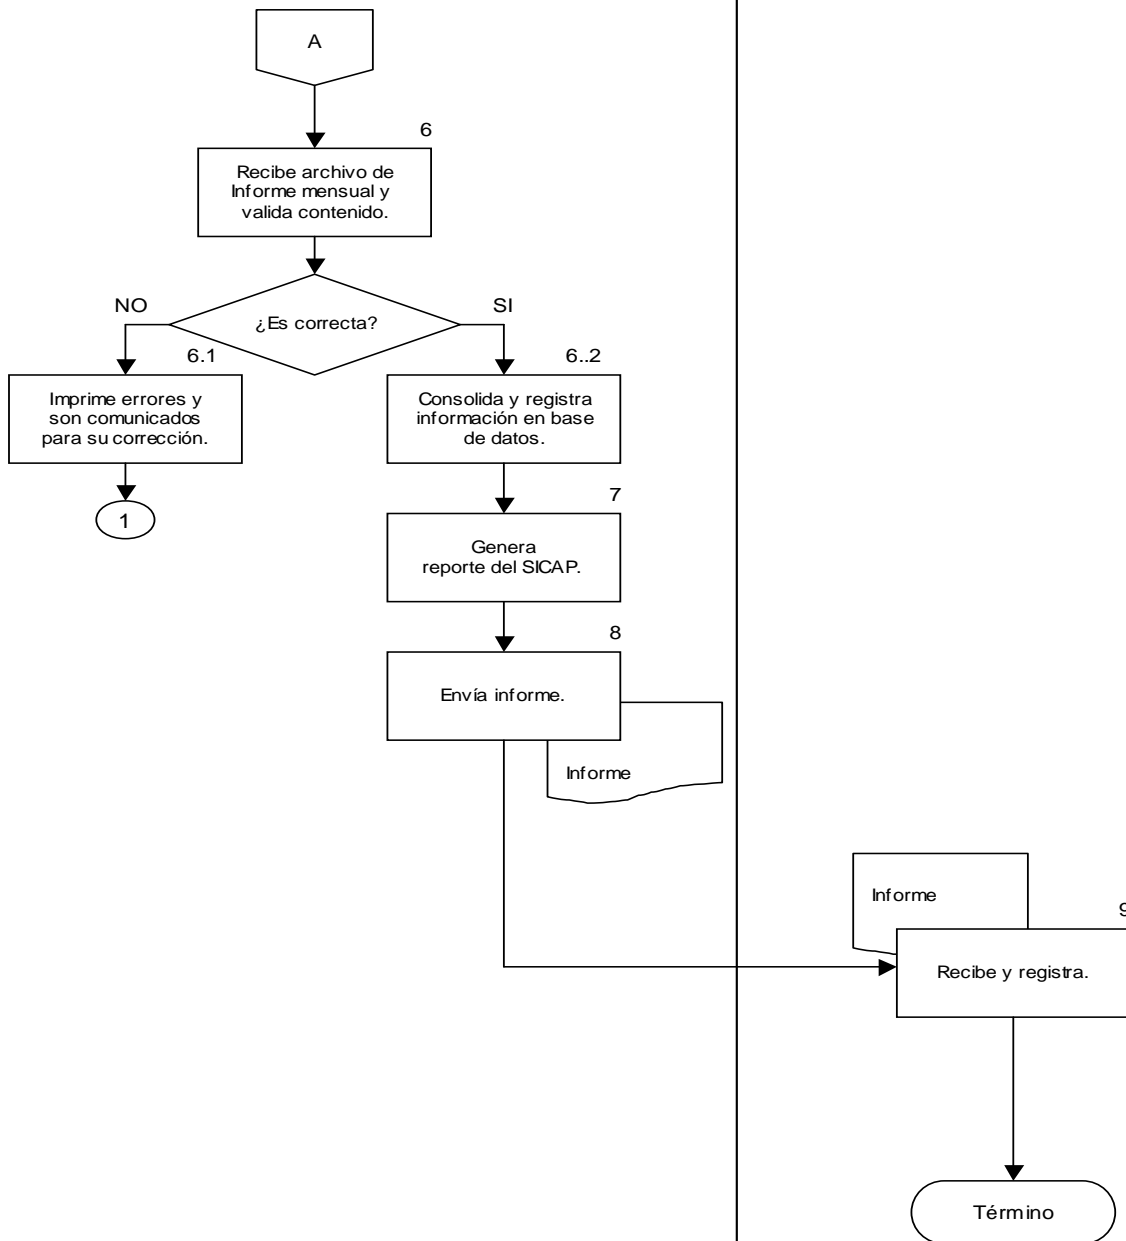 A
6
Recibe archivo de
Informe mensual y
valida contenido.
NO
¿Es correcta?
SI
6.1
6..2
Imprime errores y
son comunicados
para su corrección.
Consolida y registra
información en base
de datos.
1
7
Genera
reporte del SICAP.
8
Envía informe.
Informe
Informe
9
Recibe y registra.
Término